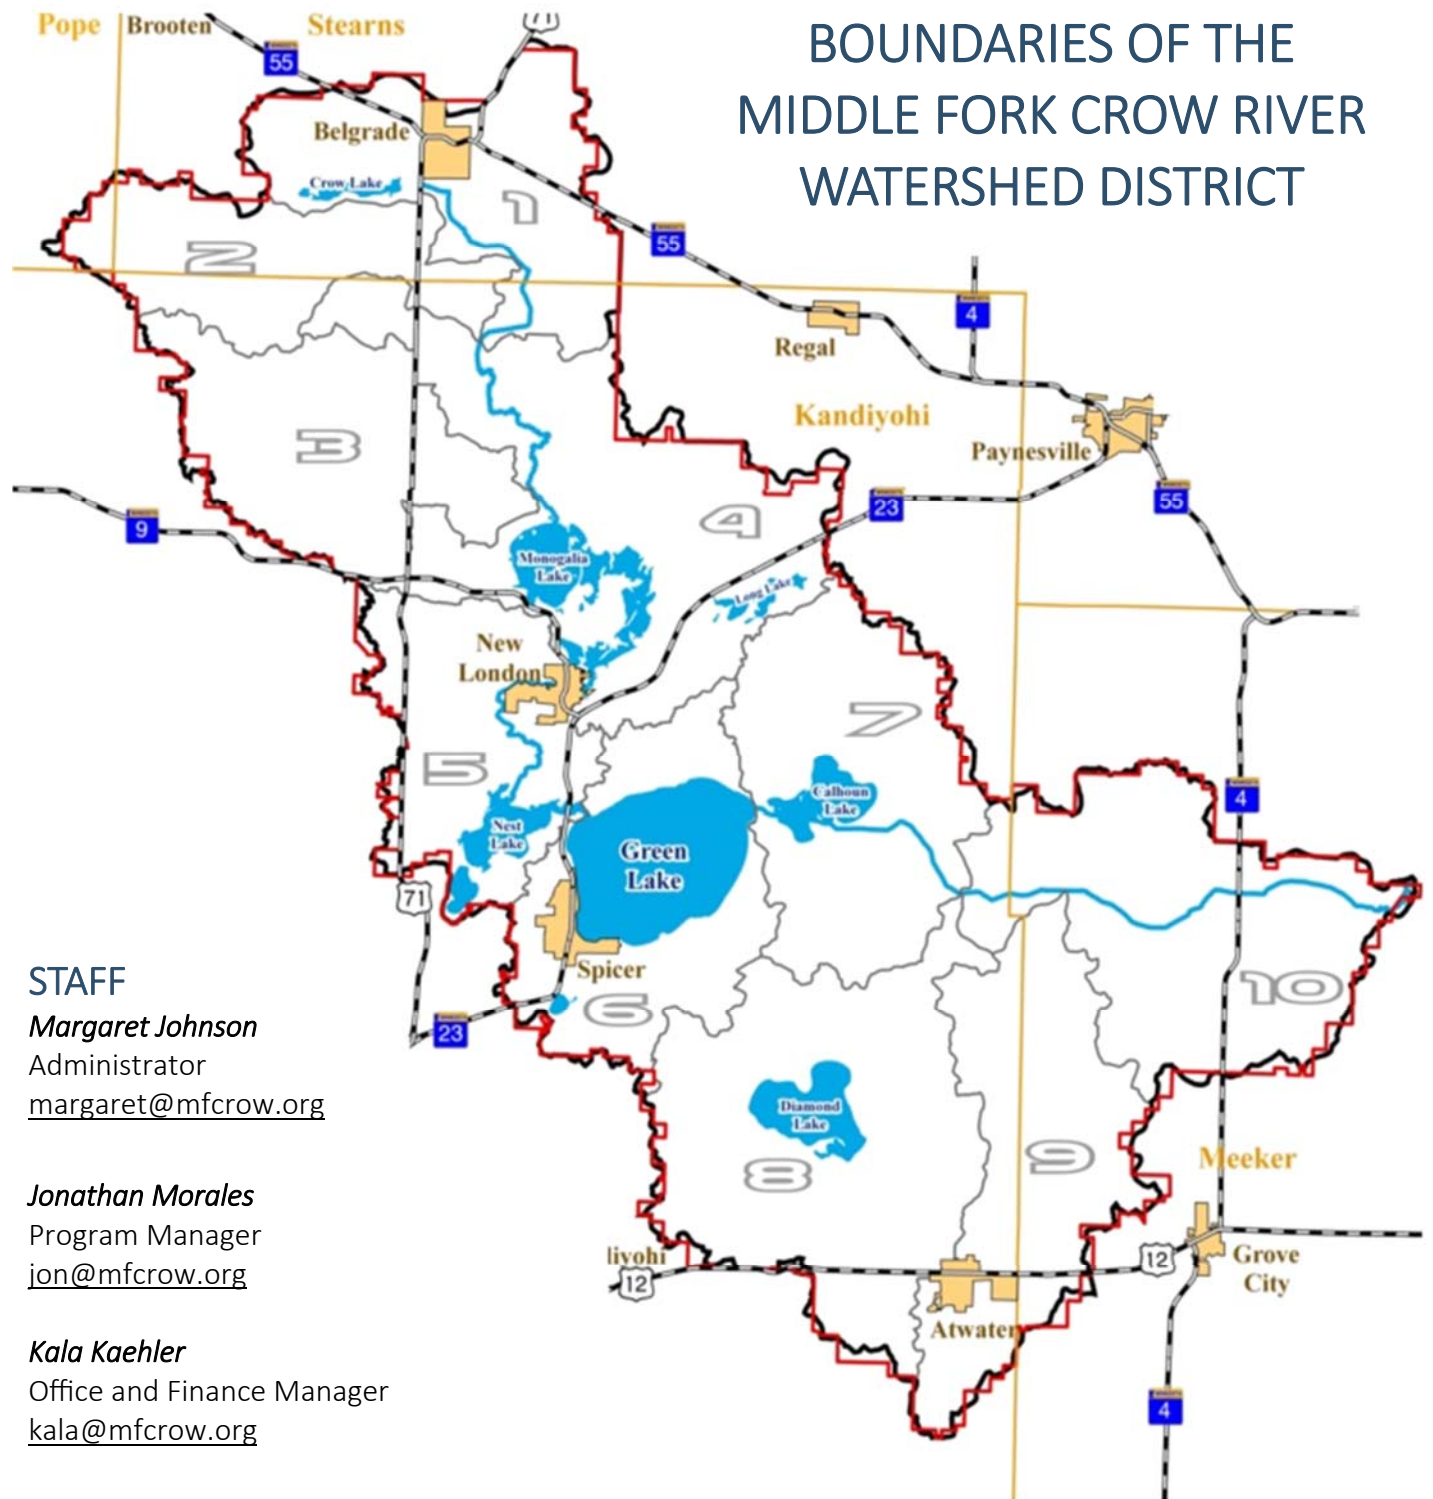 71
Pope
Brooten
Stearns
BOUNDARIES OF THE
MIDDLE FORK CROW RIVER
WATERSHED DISTRICT
55
Belgrade
Crow Lake
1
2
55
4
Regal
Kandiyohi
Paynesville
3
9
4
23
55
Monogalia
Lake
Long Lake
New
London
7
5
Calhoun
Lake
4
Nest
Lake
Green
Lake
71
Spicer
6
10
23
STAFF
Margaret Johnson
Administrator
margaret@mfcrow.org
Diamond
Lake
8
9
Meeker
Jonathan Morales
Program Manager
jon@mfcrow.org
liyohi
12
12
Grove
City
Atwater
Kala Kaehler
Office and Finance Manager
kala@mfcrow.org
4